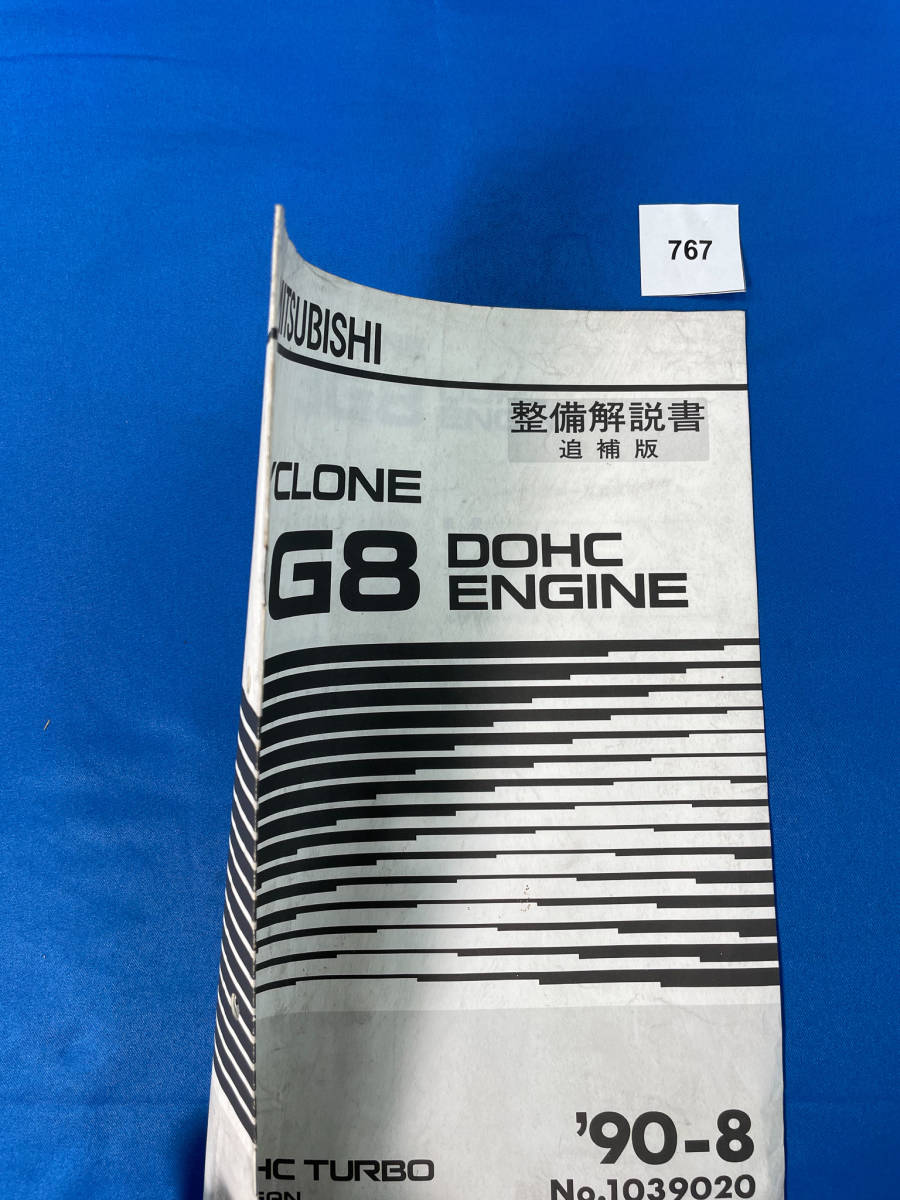 767
MITSUBISHI
整備解説書
追補版
YCLONE
G8 DOHC
ENGINE
'90-8
HC TURBO
No.1039020